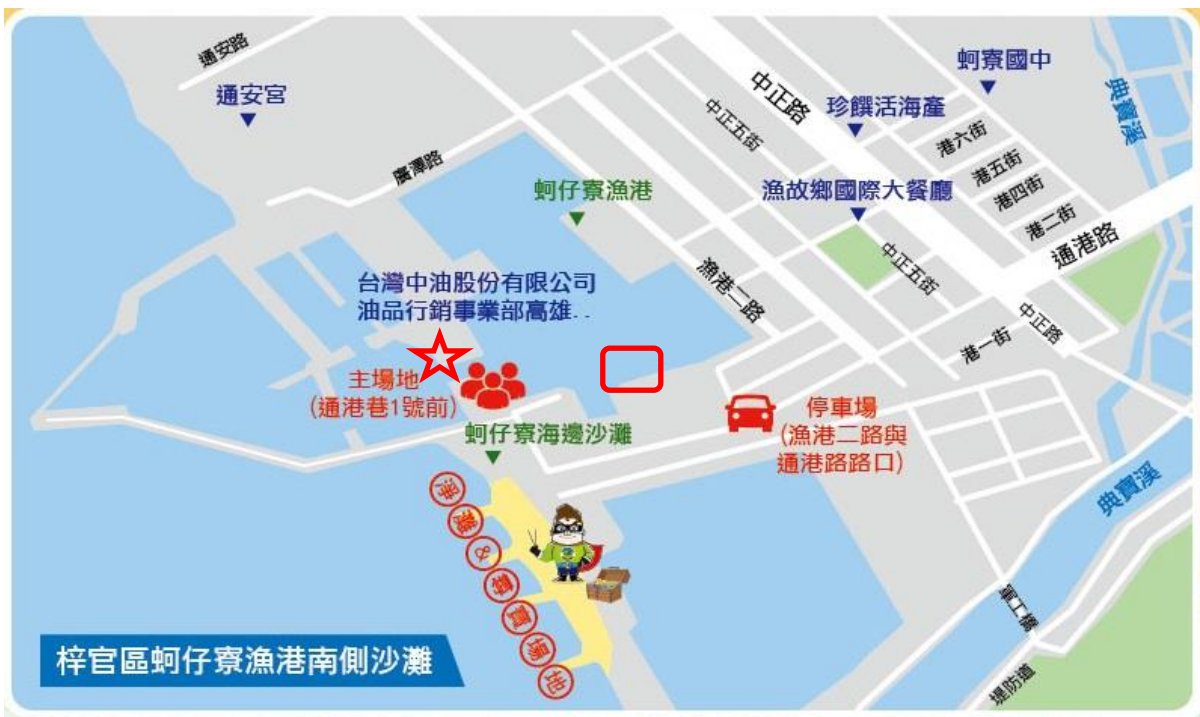 通安路
通安宮
廣潭路
蚵仔寮漁港
中正五街
中正路
珍饌活海產
蚵寮國中
典寶溪
港六街
港五街
港四街
港二街
漁故鄉國際大餐廳
通港路
中正五街
漁港二路
中正路
港一街
台灣中油股份有限公司
油品行銷事業部高雄..
主場地
(通港巷1號前)
蚵仔寮海邊沙灘
停車場
(漁港二路與
通港路路口)
淨灘&尋寶場地
典寶溪
軍工橋
堤防道
梓官區蚵仔寮漁港南側沙灘